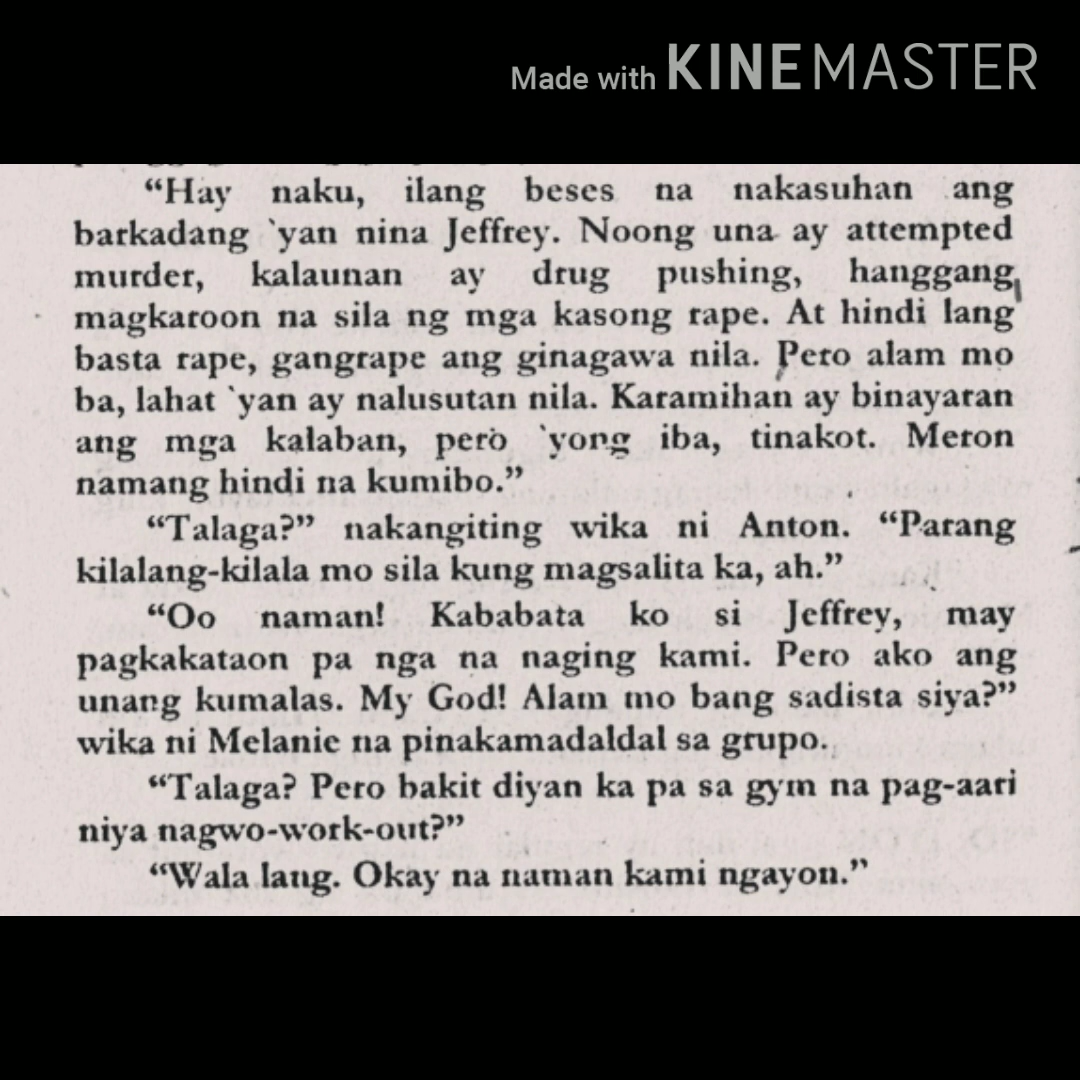 Made with KINEMASTER
“Hay naku, ilang beses na nakasuhan ang
barkadang `yan nina Jeffrey. Noong una ay attempted
murder, kalaunan ay drug pushing, hanggang
magkaroon na sila ng mga kasong rape. At hindi lang
basta rape, gangrape ang ginagawa nila. Pero alam mo
ba, lahat `yan ay nalusutan nila. Karamihan ay binayaran
ang mga kalaban, pero `yong iba, tinakot. Meron
namang hindi na kumibo.”
“Talaga?” nakangiting wika ni Anton. “Parang
kilalang-kilala mo sila kung magsalita ka, ah.”
“Oo naman! Kababata ko si Jeffrey, may
pagkakataon pa nga na naging kami. Pero ako ang
unang kumalas. My God! Alam mo bang sadista siya?”
wika ni Melanie na pinakamadaldal sa grupo.
“Talaga? Pero bakit diyan ka pa sa gym na pag-aari
niya nagwo-work-out?”
“Wala lang. Okay na naman kami ngayon.”